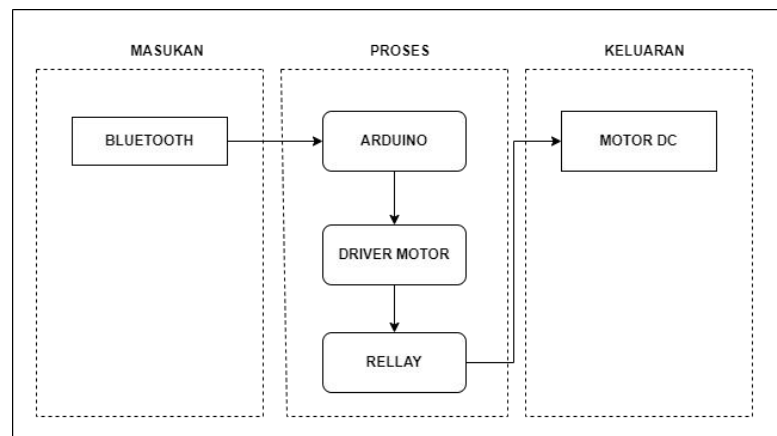 MASUKAN
PROSES
KELUARAN
BLUETOOTH
ARDUINO
MOTOR DC
DRIVER MOTOR
RELLAY